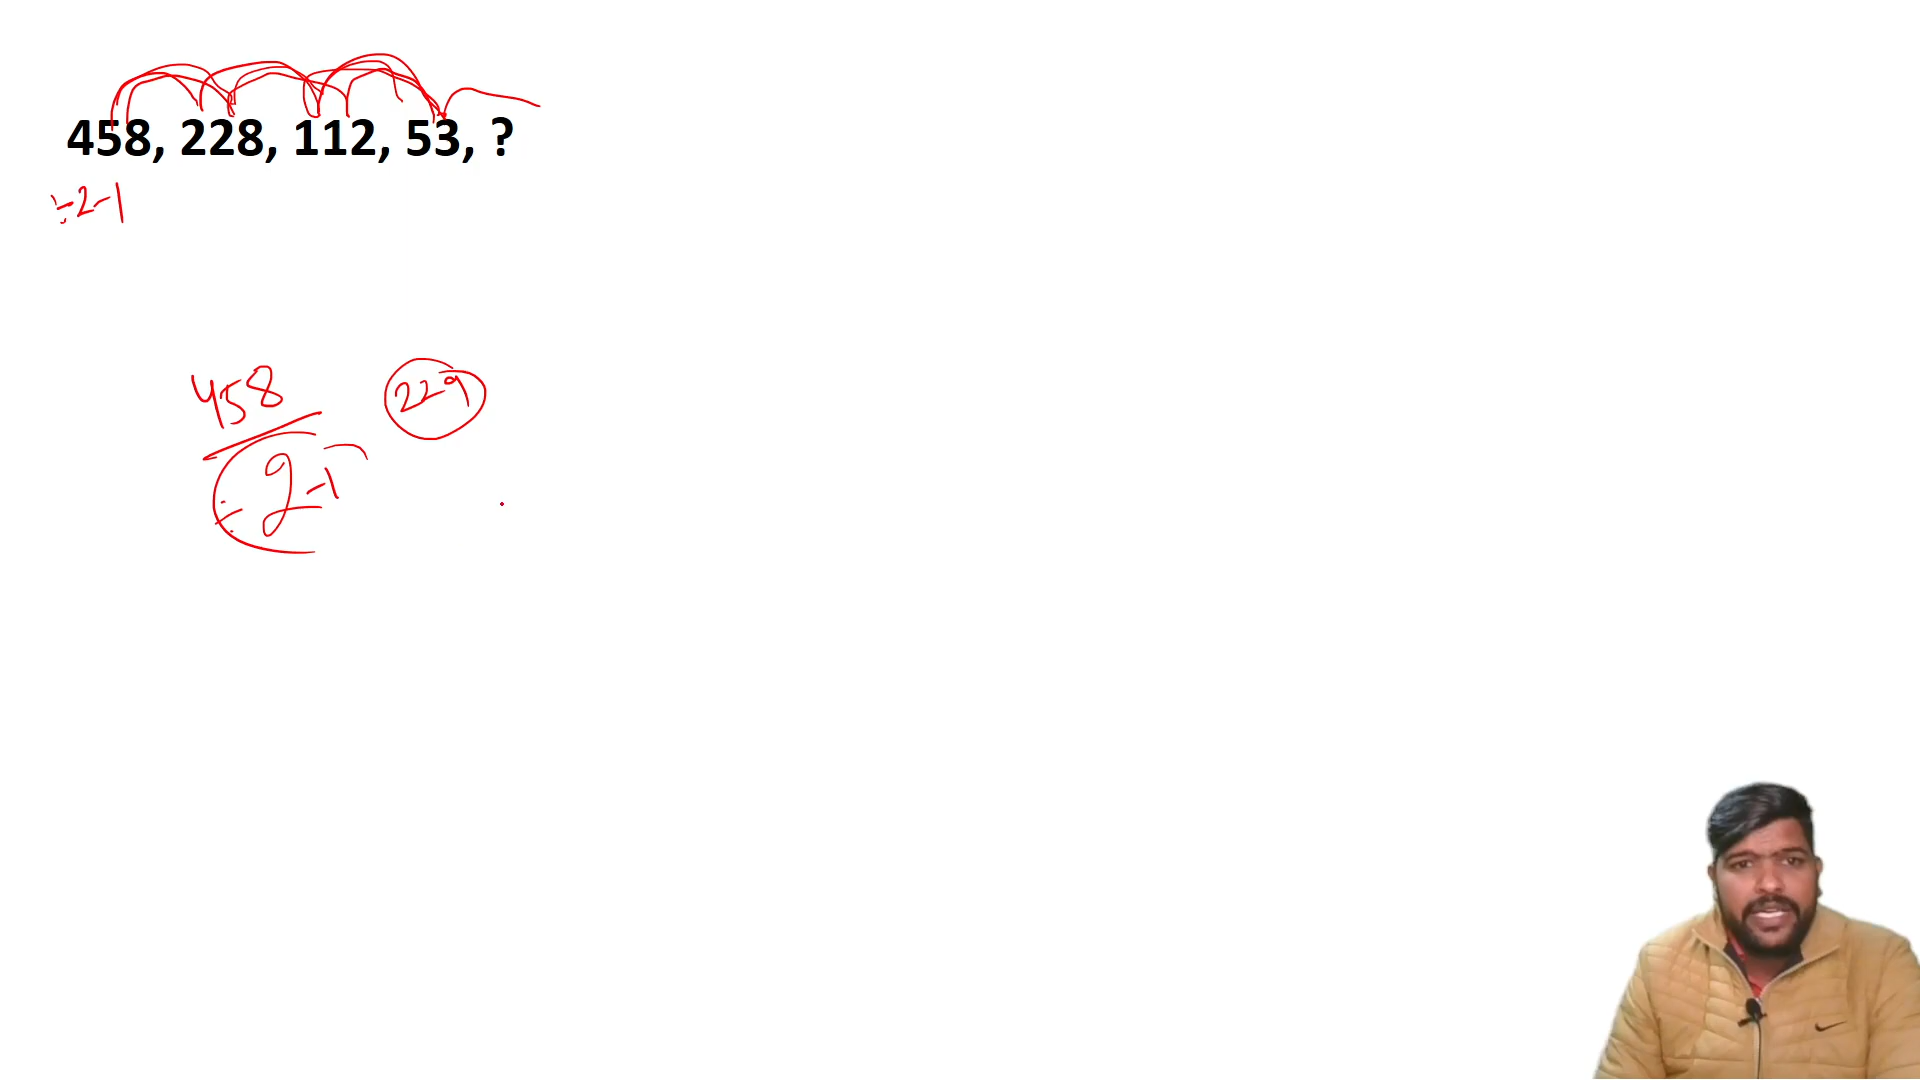 458, 228, 112, 53, ?
÷2-1
458
229
÷2-1